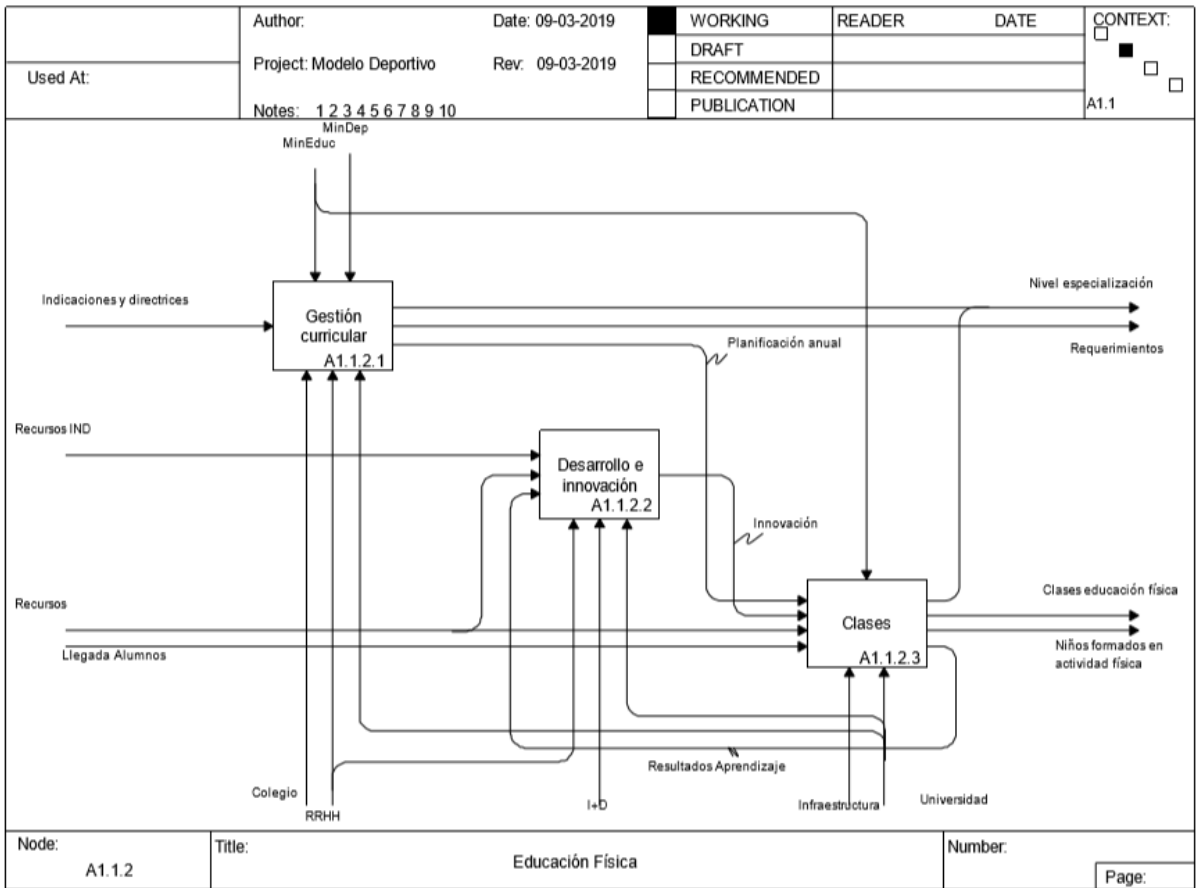 Used At:
Author:
Date: 09-03-2019
Project: Modelo Deportivo
Rev: 09-03-2019
Notes: 1 2 3 4 5 6 7 8 9 10
WORKING
DRAFT
RECOMMENDED
PUBLICATION
READER
DATE
CONTEXT:
A1.1
MinDep
MinEduc
Indicaciones y directrices
Gestión
curricular
A1.1.2.1
Nivel especialización
Requerimientos
Planificación anual
Recursos IND
Desarrollo e
innovación
A1.1.2.2
Innovación
Recursos
Llegada Alumnos
Clases
A1.1.2.3
Clases educación física
Niños formados en
actividad física
Resultados Aprendizaje
Colegio
RRHH
I+D
Infraestructura
Universidad
Node:
A1.1.2
Title:
Educación Física
Number:
Page: